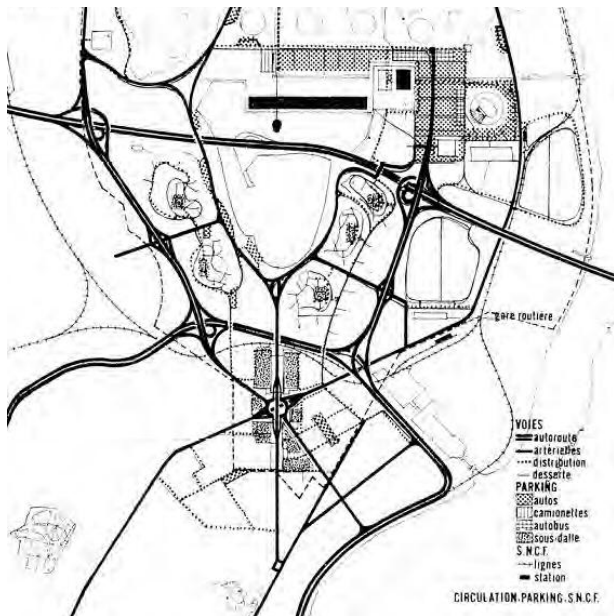 gare routière
VOIES
autoroute
artérielles
distribution
desserte
PARKING
autos
camionettes
autobus
sous-dalle
S.N.C.F.
lignes
station
CIRCULATION.PARKING.S.N.C.F.